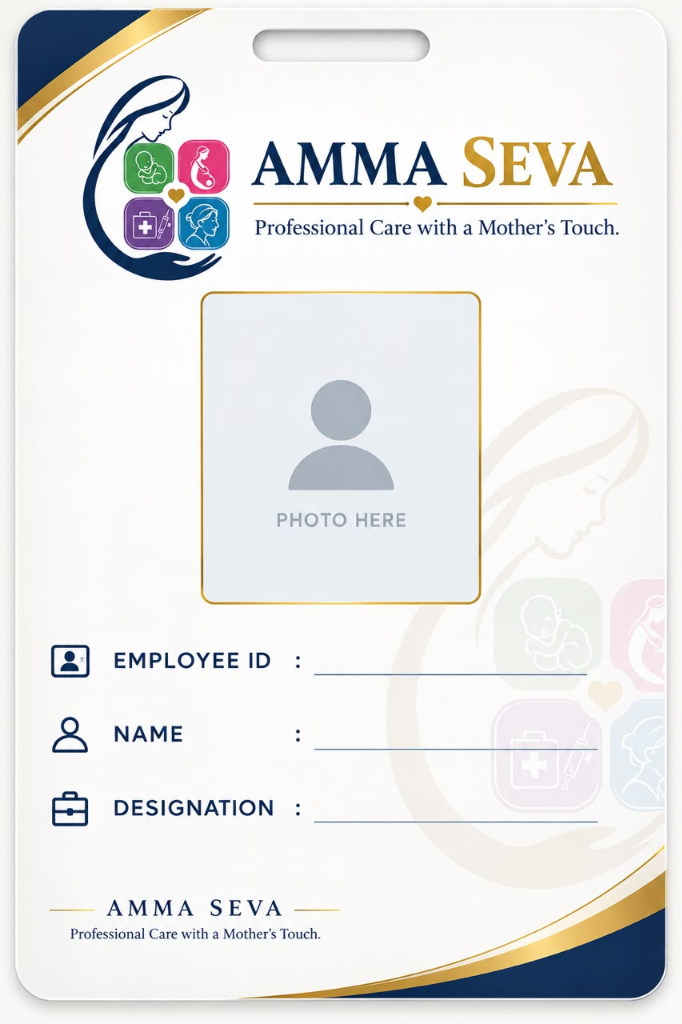 AMMA SEVA
Professional Care with a Mother's Touch.
PHOTO HERE
EMPLOYEE ID :
NAME :
DESIGNATION :
AMMA SEVA
Professional Care with a Mother's Touch.